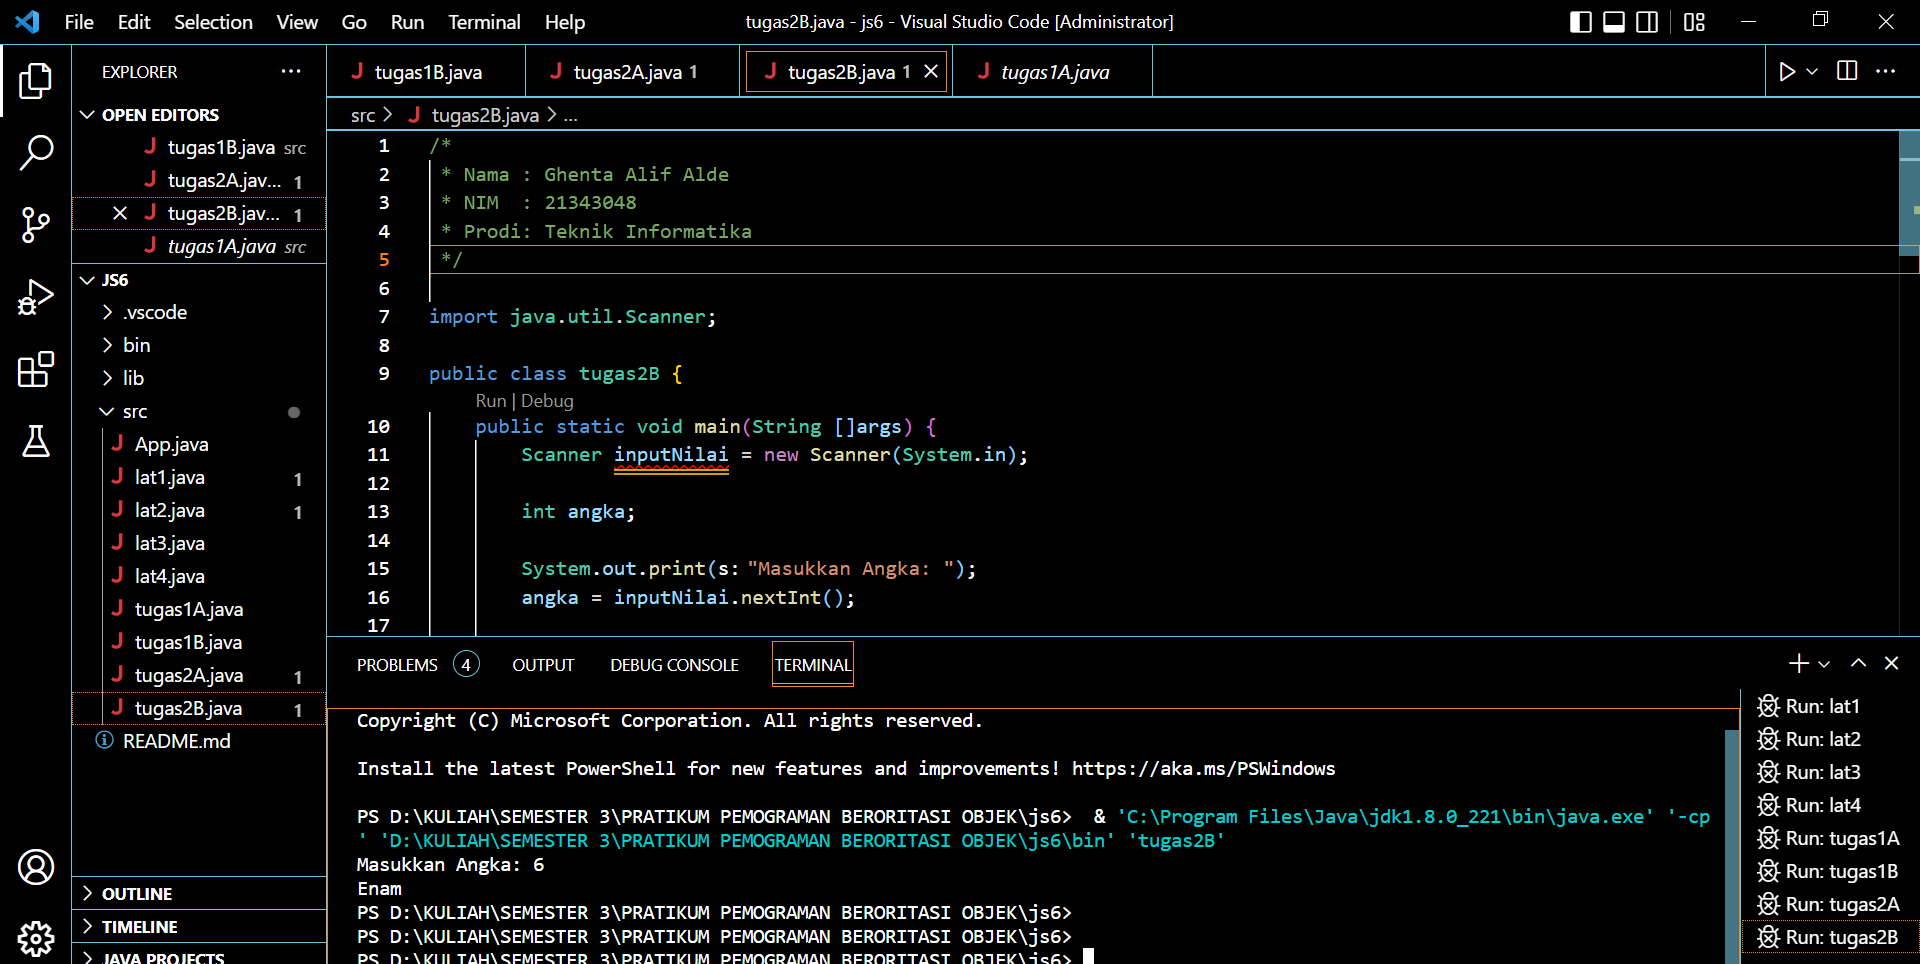 File Edit Selection View Go Run Terminal Help
tugas2B.java - js6 - Visual Studio Code [Administrator]
EXPLORER ...
OPEN EDITORS
tugas1B.java src
tugas2A.jav... 1
tugas2B.jav... 1
tugas1A.java src
JS6
.vscode
bin
lib
src
App.java
lat1.java 1
lat2.java 1
lat3.java
lat4.java
tugas1A.java
tugas1B.java
tugas2A.java 1
tugas2B.java 1
README.md
OUTLINE
TIMELINE
JAVA PROJECTS
tugas1B.java tugas2A.java 1 tugas2B.java 1 tugas1A.java
src > tugas2B.java > ...
1 /*
2 * Nama : Ghenta Alif Alde
3 * NIM  : 21343048
4 * Prodi: Teknik Informatika
5 */
6
7 import java.util.Scanner;
8
9 public class tugas2B {
Run | Debug
10 public static void main(String []args) {
11 Scanner inputNilai = new Scanner(System.in);
12
13 int angka;
14
15 System.out.print(s: "Masukkan Angka: ");
16 angka = inputNilai.nextInt();
17
PROBLEMS 4 OUTPUT DEBUG CONSOLE TERMINAL
Copyright (C) Microsoft Corporation. All rights reserved.
Install the latest PowerShell for new features and improvements! https://aka.ms/PSWindows
PS D:\KULIAH\SEMESTER 3\PRATIKUM PEMOGRAMAN BERORITASI OBJEK\js6>  & 'C:\Program Files\Java\jdk1.8.0_221\bin\java.exe' '-cp
' 'D:\KULIAH\SEMESTER 3\PRATIKUM PEMOGRAMAN BERORITASI OBJEK\js6\bin' 'tugas2B'
Masukkan Angka: 6
Enam
PS D:\KULIAH\SEMESTER 3\PRATIKUM PEMOGRAMAN BERORITASI OBJEK\js6>
PS D:\KULIAH\SEMESTER 3\PRATIKUM PEMOGRAMAN BERORITASI OBJEK\js6>
PS D:\KULIAH\SEMESTER 3\PRATIKUM PEMOGRAMAN BERORITASI OBJEK\js6>
Run: lat1
Run: lat2
Run: lat3
Run: lat4
Run: tugas1A
Run: tugas1B
Run: tugas2A
Run: tugas2B